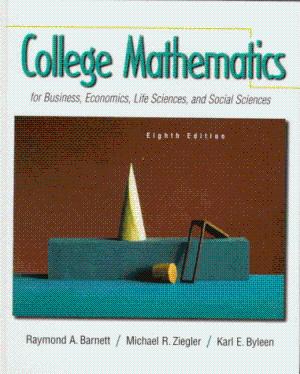 College Mathematics
for Business, Economics, Life Sciences, and Social Sciences
Eighth Edition
Raymond A. Barnett / Michael R. Ziegler / Karl E. Byleen